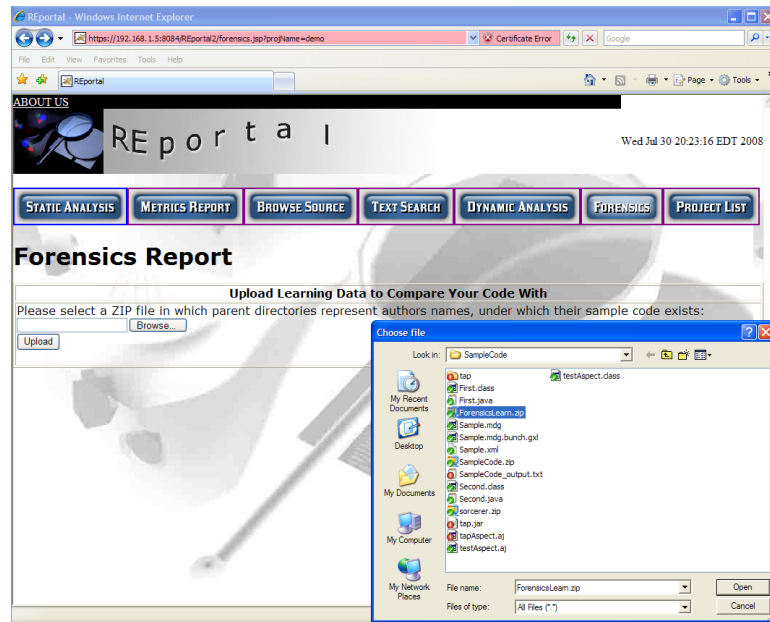 REportal - Windows Internet Explorer
https://192.168.1.5:8084/REportal2/forensics.jsp?projName=demo
Certificate Error
Google
File Edit View Favorites Tools Help
REportal
Page Tools
ABOUT US
REportal
Wed Jul 30 20:23:16 EDT 2008
STATIC ANALYSIS
METRICS REPORT
BROWSE SOURCE
TEXT SEARCH
DYNAMIC ANALYSIS
FORENSICS
PROJECT LIST
Forensics Report
Upload Learning Data to Compare Your Code With
Please select a ZIP file in which parent directories represent authors names, under which their sample code exists:
Browse...
Upload
Choose file
Look in: SampleCode
My Recent Documents
Desktop
My Documents
My Computer
My Network Places
tap
First.class
First.java
ForensicsLearn.zip
Sample.mdg
Sample.mdg.bunch.gxl
Sample.xml
SampleCode.zip
SampleCode_output.txt
Second.class
Second.java
sorcerer.zip
tap.jar
tapAspect.aj
testAspect.aj
testAspect.class
File name: ForensicsLearn.zip
Open
Files of type: All Files (*.*)
Cancel